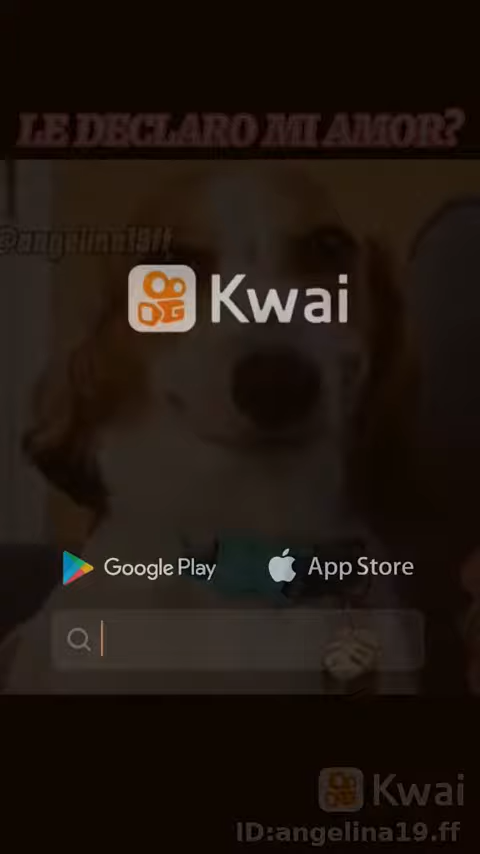 LE DECLARO MI AMOR?
@angelina19ff
Kwai
Google Play
App Store
Kwai
ID:angelina19.ff